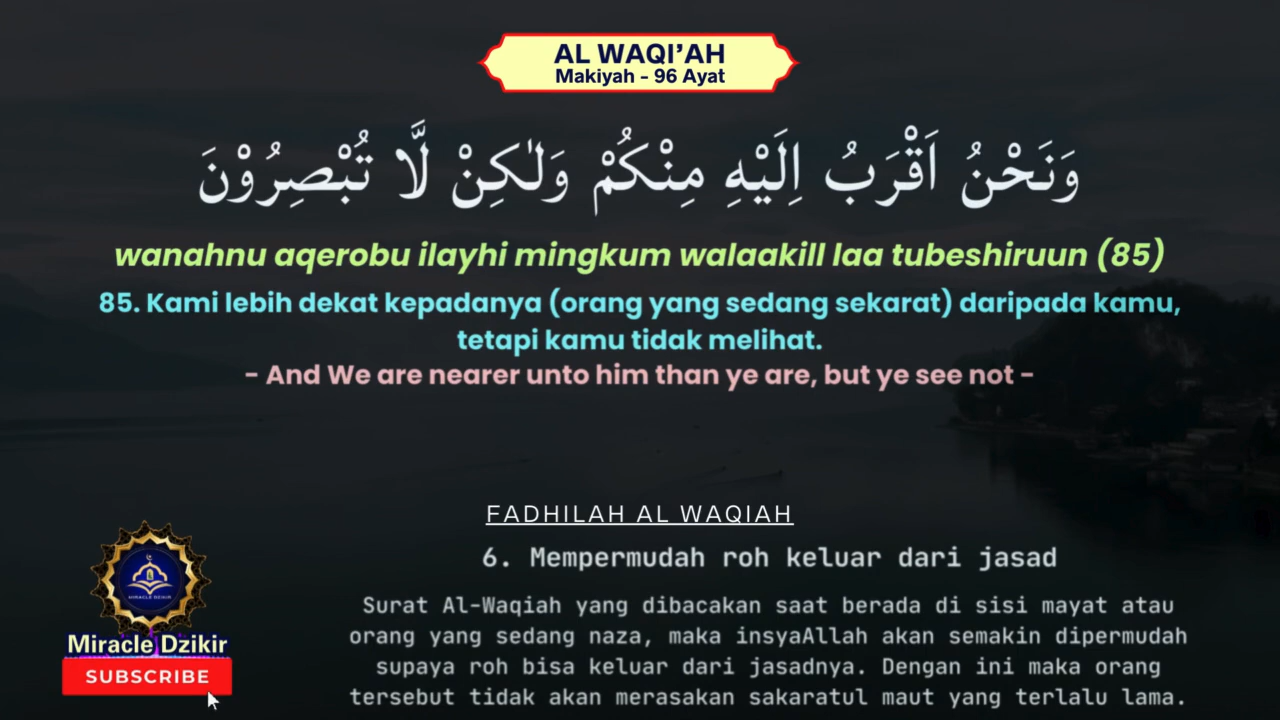 AL WAQI'AH
Makiyah - 96 Ayat
وَنَحْنُ اَقْرَبُ اِلَيْهِ مِنْكُمْ وَلٰكِنْ لَّا تُبْصِرُوْنَ
wanahnu aqerobu ilayhi mingkum walaakill laa tubeshiruun (85)
85. Kami lebih dekat kepadanya (orang yang sedang sekarat) daripada kamu,
tetapi kamu tidak melihat.
- And We are nearer unto him than ye are, but ye see not -
FADHILAH AL WAQIAH
6. Mempermudah roh keluar dari jasad
Surat Al-Waqiah yang dibacakan saat berada di sisi mayat atau
orang yang sedang naza, maka insyaAllah akan semakin dipermudah
supaya roh bisa keluar dari jasadnya. Dengan ini maka orang
tersebut tidak akan merasakan sakaratul maut yang terlalu lama.
MIRACLE DZIKIR
Miracle Dzikir
SUBSCRIBE